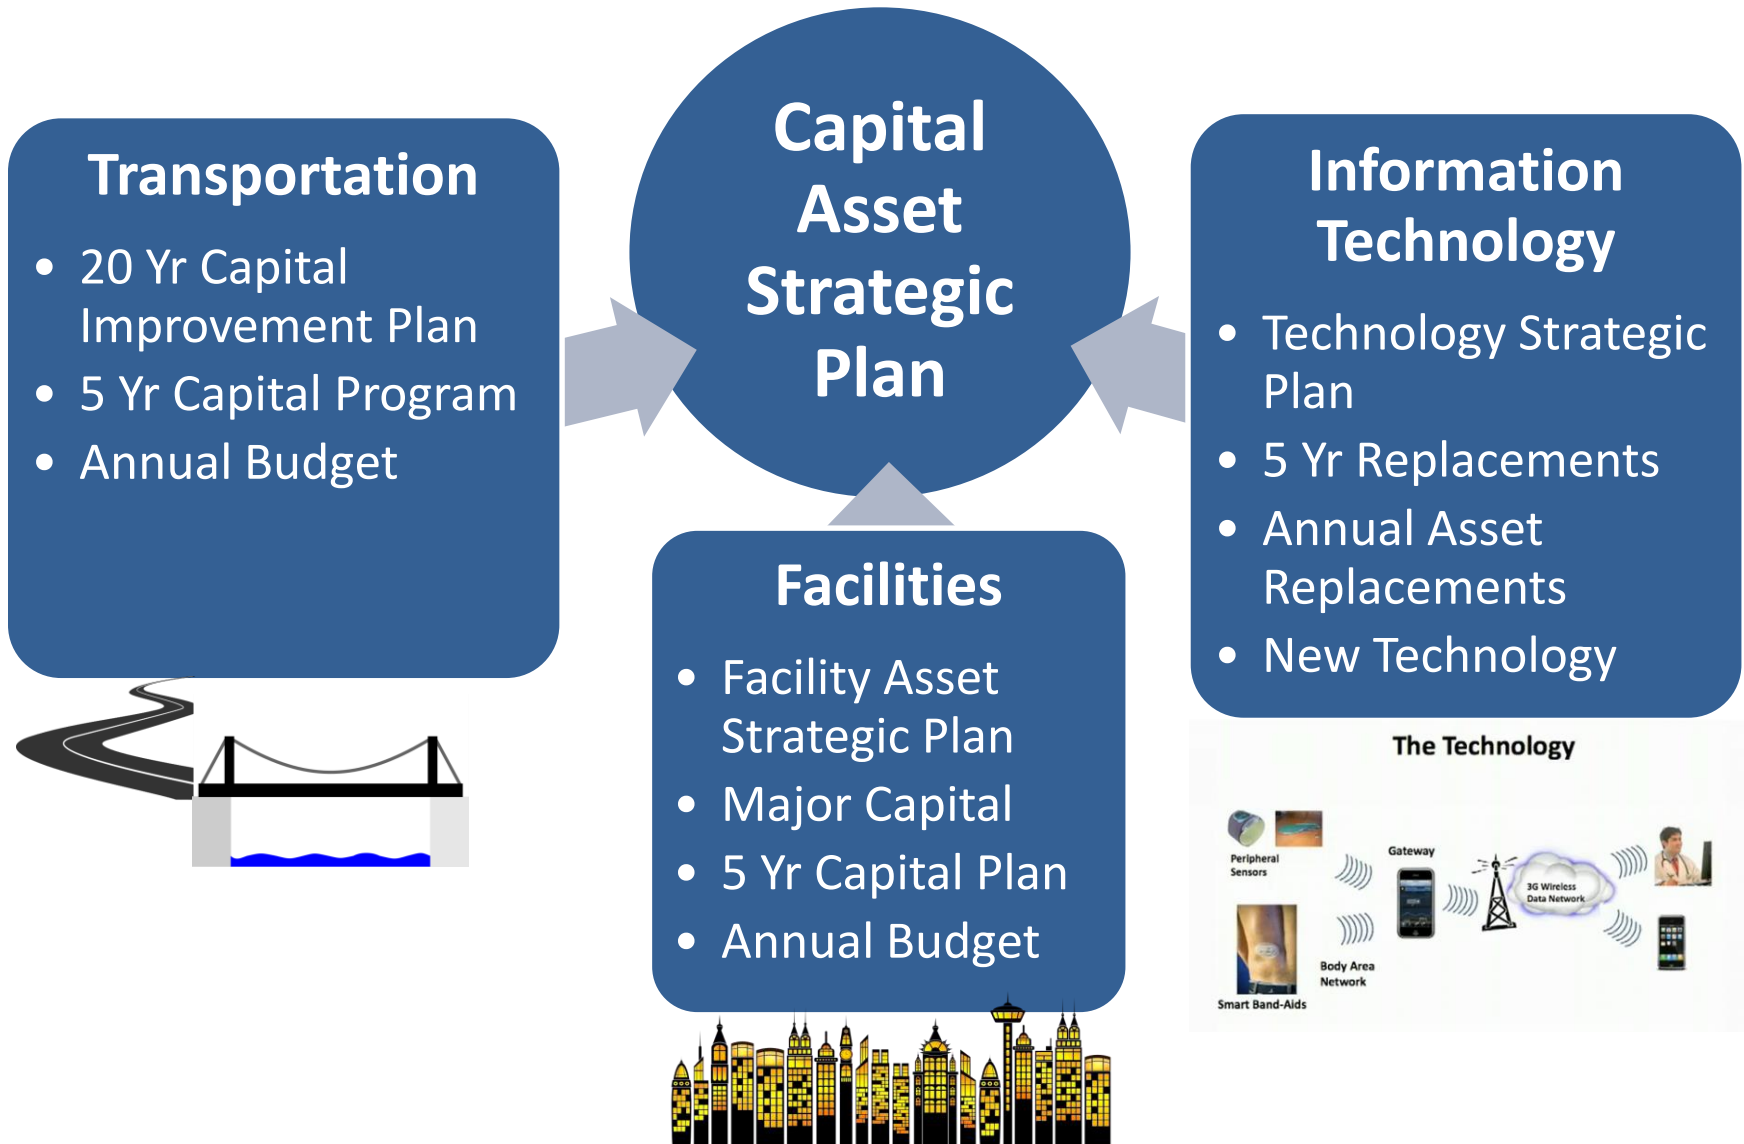 Capital
Asset
Strategic
Plan
Transportation
• 20 Yr Capital
Improvement Plan
• 5 Yr Capital Program
• Annual Budget
Facilities
• Facility Asset
Strategic Plan
• Major Capital
• 5 Yr Capital Plan
• Annual Budget
Information
Technology
• Technology Strategic
Plan
• 5 Yr Replacements
• Annual Asset
Replacements
• New Technology
The Technology
Peripheral
Sensors
Gateway
3G Wireless
Data Network
Body Area
Network
Smart Band-Aids